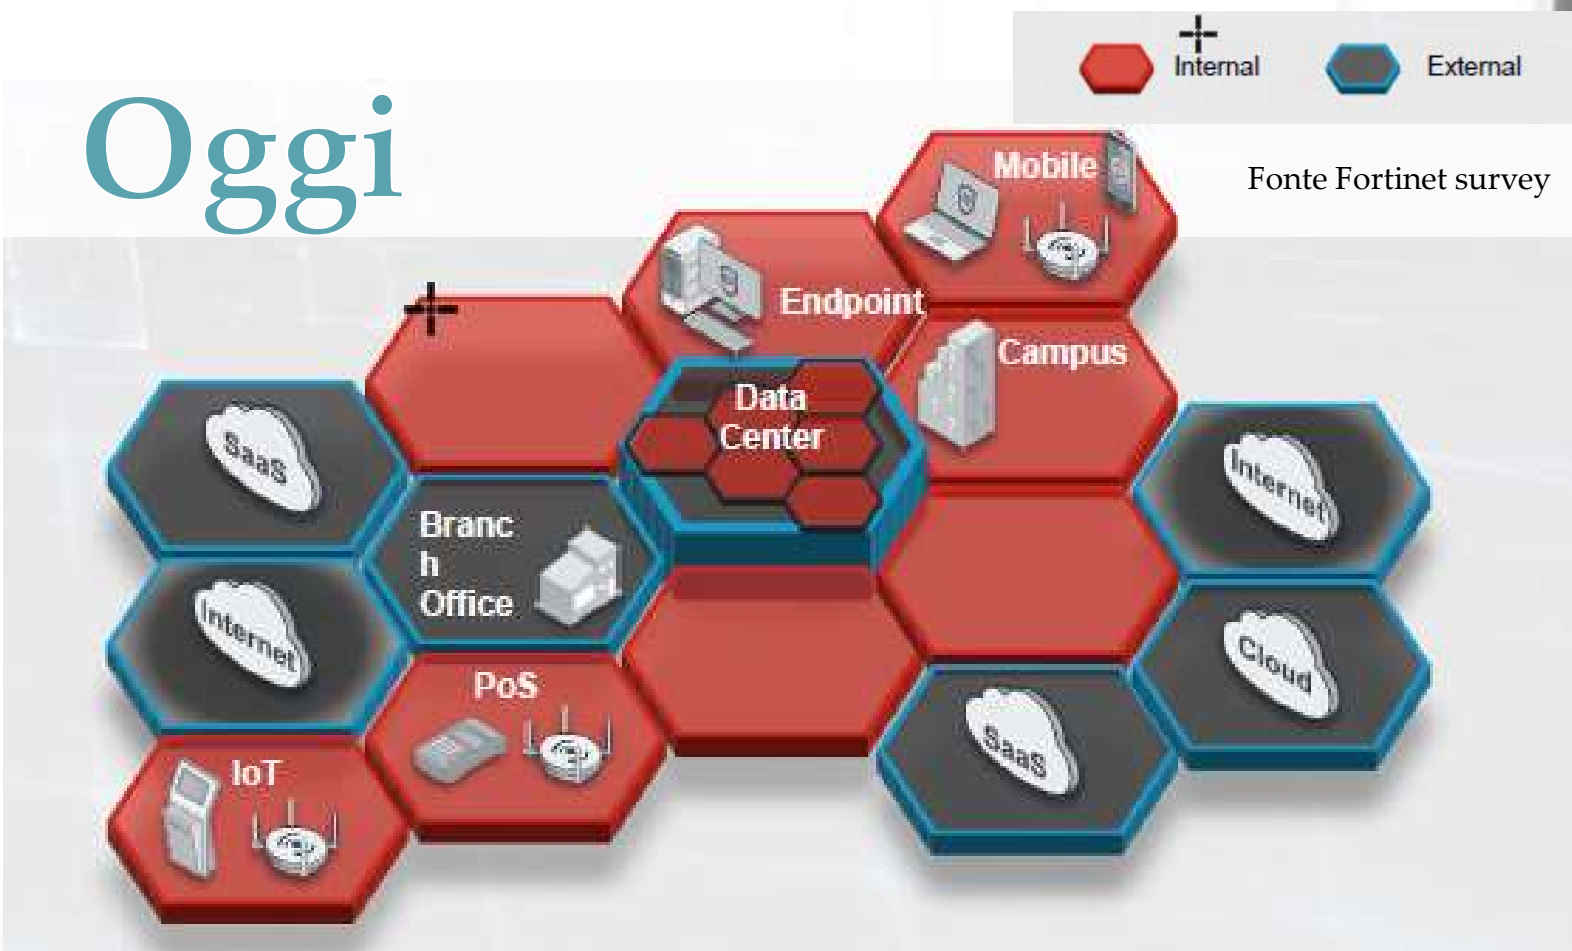 Internal
External
Oggi
Fonte Fortinet survey
Mobile
Endpoint
Campus
Data
Center
SaaS
Internet
Branc
h
Office
Internet
Cloud
PoS
SaaS
IoT